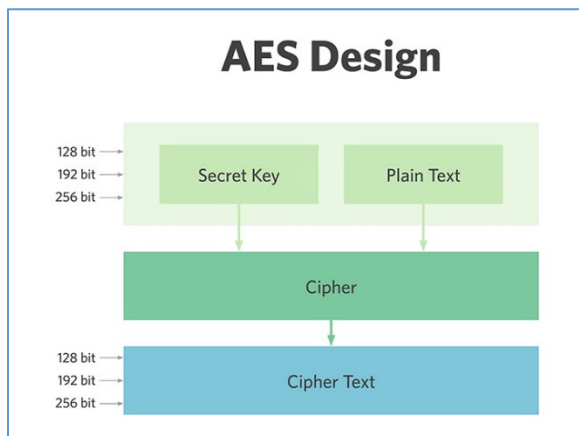 AES Design
128 bit
192 bit
256 bit
Secret Key
Plain Text
Cipher
128 bit
192 bit
256 bit
Cipher Text